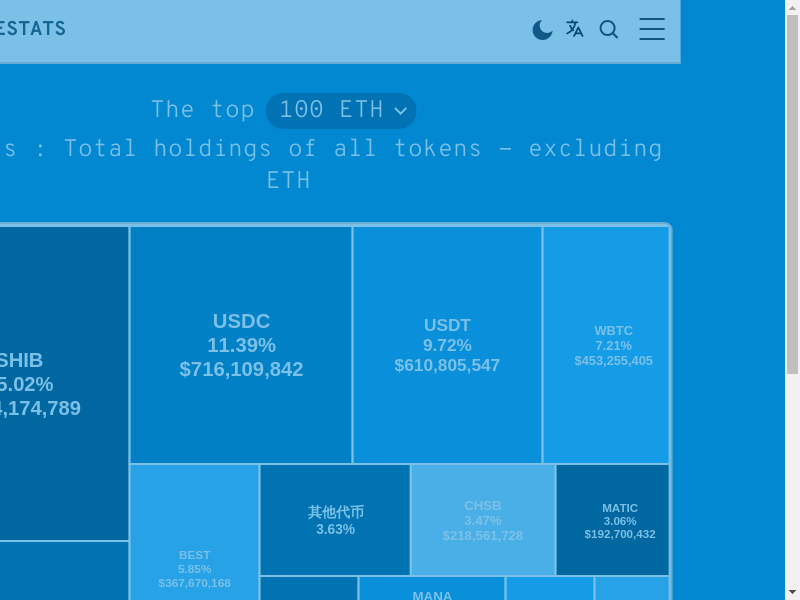 ESTATS
The top 100 ETH
s : Total holdings of all tokens – excluding
ETH
SHIB
5.02%
4,174,789
USDC
11.39%
$716,109,842
USDT
9.72%
$610,805,547
WBTC
7.21%
$453,255,405
BEST
5.85%
$367,670,168
其他代币
3.63%
CHSB
3.47%
$218,561,728
MATIC
3.06%
$192,700,432
MANA